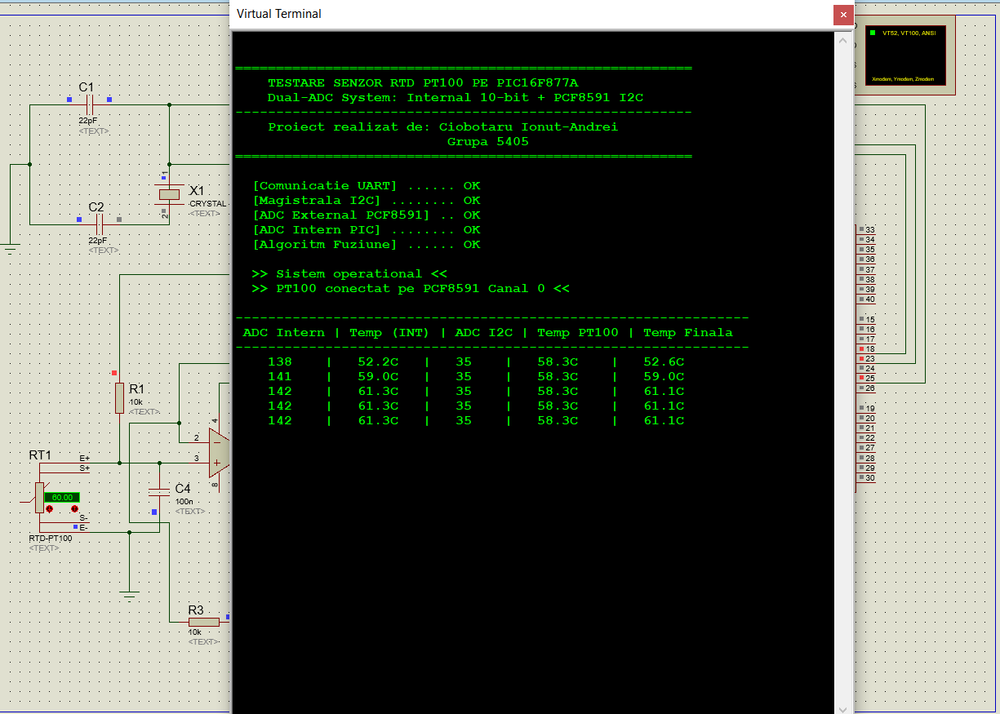 Virtual Terminal
TESTARE SENZOR RTD PT100 PE PIC16F877A
Dual-ADC System: Internal 10-bit + PCF8591 I2C
Proiect realizat de: Ciobotaru Ionut-Andrei
Grupa 5405
[Comunicatie UART] ...... OK
[Magistrala I2C] ........ OK
[ADC External PCF8591] .. OK
[ADC Intern PIC] ........ OK
[Algoritm Fuziune] ...... OK
>> Sistem operational <<
>> PT100 conectat pe PCF8591 Canal 0 <<
ADC Intern | Temp (INT) | ADC I2C | Temp PT100 | Temp Finala
138 | 52.2C | 35 | 58.3C | 52.6C
141 | 59.0C | 35 | 58.3C | 59.0C
142 | 61.3C | 35 | 58.3C | 61.1C
142 | 61.3C | 35 | 58.3C | 61.1C
142 | 61.3C | 35 | 58.3C | 61.1C
C1
22pF
<TEXT>
1
X1
CRYSTAL
<TEXT>
2
C2
22pF
<TEXT>
R1
10k
<TEXT>
4
2
3
8
RT1
E+
S+
60.00
S-
E-
RTD-PT100
<TEXT>
C4
100n
<TEXT>
R3
10k
<TEXT>
VT52, VT100, ANSI
Xmodem, Ymodem, Zmodem
33
34
35
36
37
38
39
40
15
16
17
18
23
24
25
26
19
20
21
22
27
28
29
30